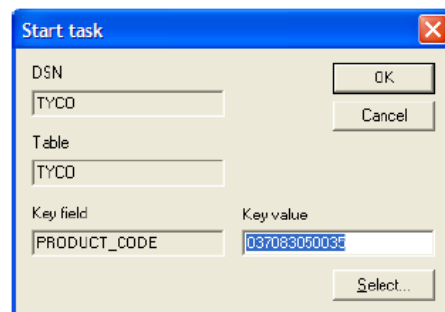 Start task
DSN
OK
TYCO
Cancel
Table
TYCO
Key field
Key value
PRODUCT_CODE
037083050035
Select...